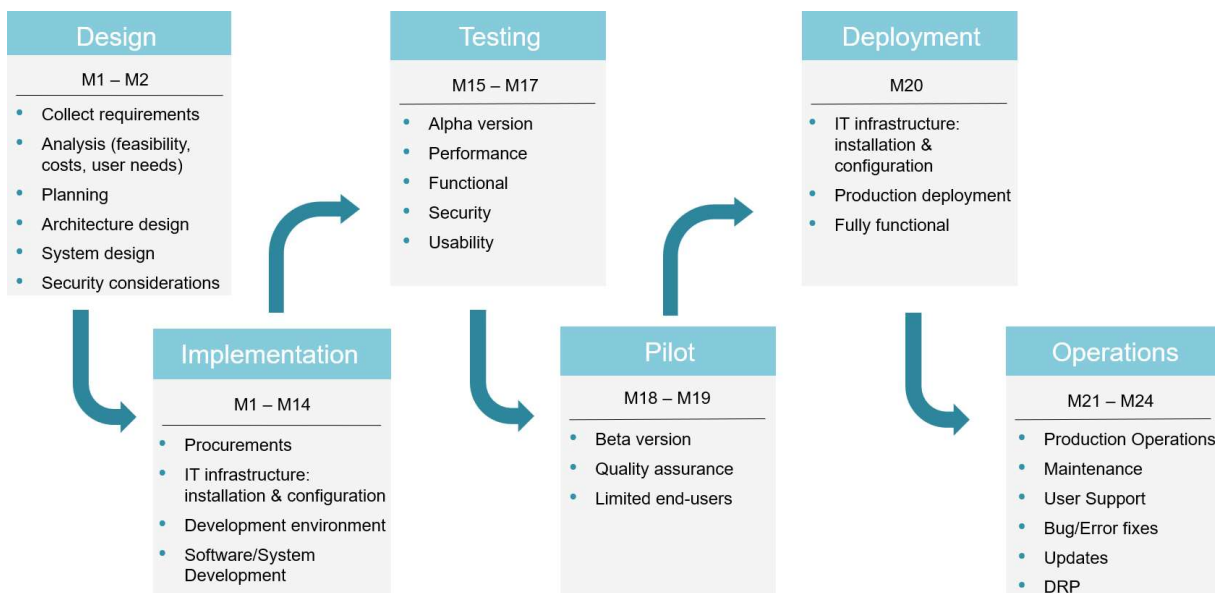 Design
M1 – M2
Collect requirements
Analysis (feasibility,
costs, user needs)
Planning
Architecture design
System design
Security considerations
Implementation
M1 – M14
Procurements
IT infrastructure:
installation & configuration
Development environment
Software/System
Development
Testing
M15 – M17
Alpha version
Performance
Functional
Security
Usability
Pilot
M18 – M19
Beta version
Quality assurance
Limited end-users
Deployment
M20
IT infrastructure:
installation &
configuration
Production deployment
Fully functional
Operations
M21 – M24
Production Operations
Maintenance
User Support
Bug/Error fixes
Updates
DRP